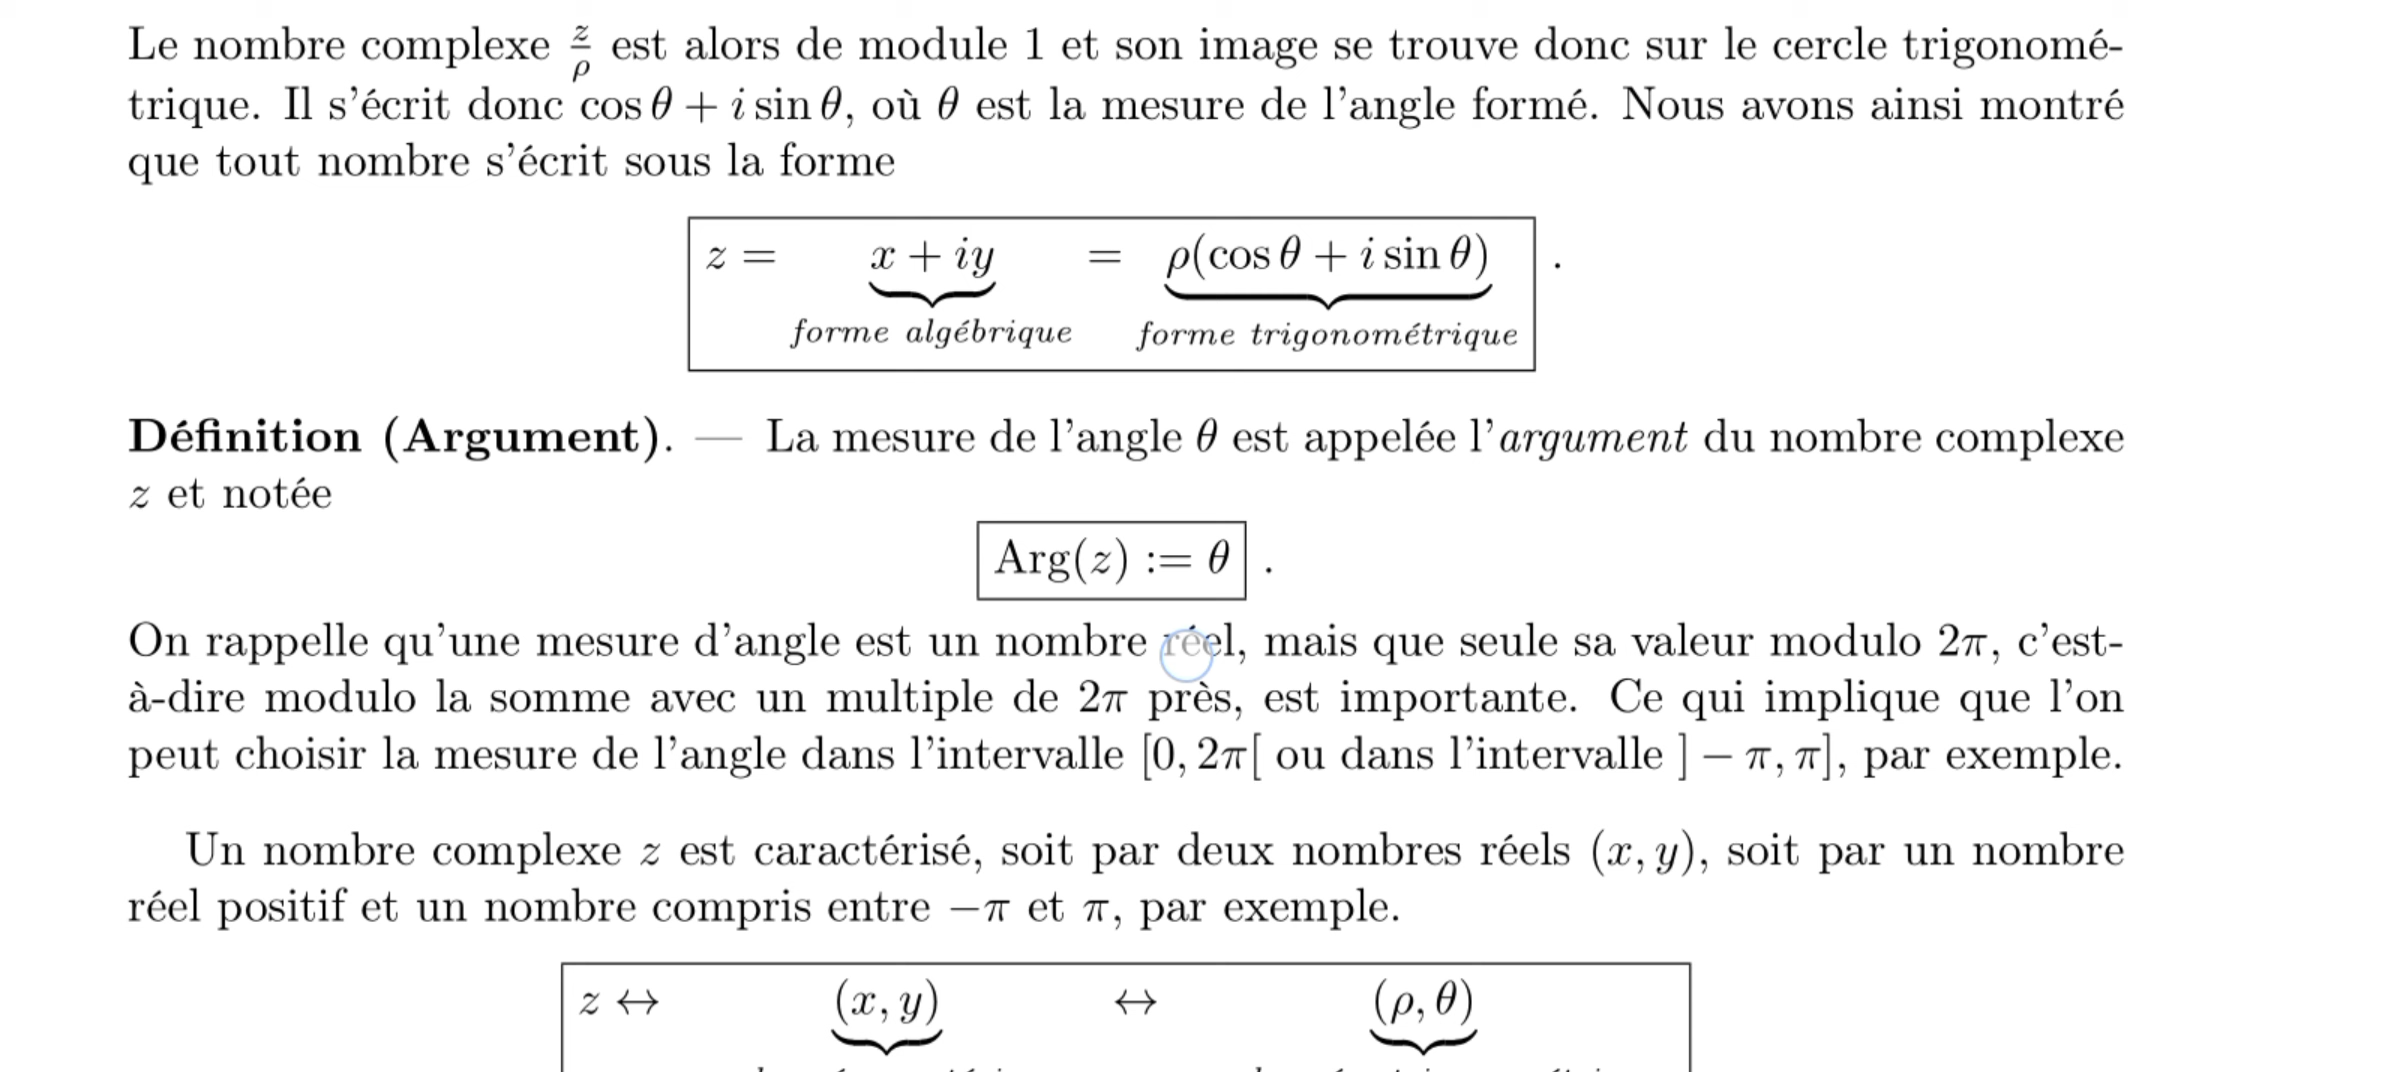 Le nombre complexe z/ρ est alors de module 1 et son image se trouve donc sur le cercle trigonomé-
trique. Il s'écrit donc cos θ + i sin θ, où θ est la mesure de l'angle formé. Nous avons ainsi montré
que tout nombre s'écrit sous la forme
z = x + iy = ρ(cos θ + i sin θ) .
forme algébrique forme trigonométrique
Définition (Argument). — La mesure de l'angle θ est appelée l'argument du nombre complexe
z et notée
Arg(z) := θ .
On rappelle qu'une mesure d'angle est un nombre réel, mais que seule sa valeur modulo 2π, c'est-
à-dire modulo la somme avec un multiple de 2π près, est importante. Ce qui implique que l'on
peut choisir la mesure de l'angle dans l'intervalle [0, 2π[ ou dans l'intervalle ] − π, π], par exemple.
Un nombre complexe z est caractérisé, soit par deux nombres réels (x, y), soit par un nombre
réel positif et un nombre compris entre −π et π, par exemple.
z ↔ (x, y) ↔ (ρ, θ)